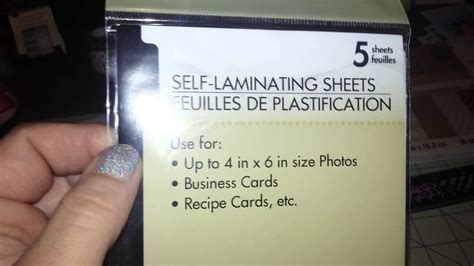 5 sheets
feuilles
SELF-LAMINATING SHEETS
FEUILLES DE PLASTIFICATION
Use for:
• Up to 4 in x 6 in size Photos
• Business Cards
• Recipe Cards, etc.